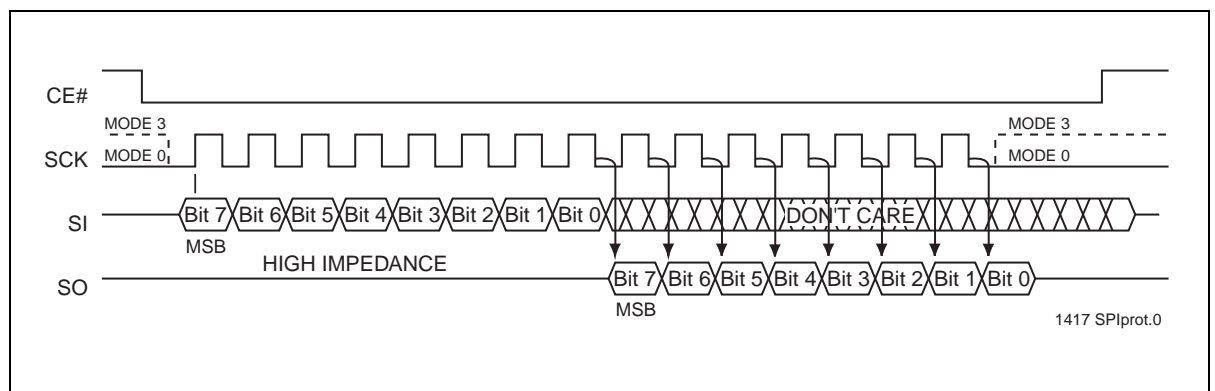 CE#
MODE 3 MODE 3
SCK MODE 0 MODE 0
SI Bit 7 Bit 6 Bit 5 Bit 4 Bit 3 Bit 2 Bit 1 Bit 0 DON'T CARE
MSB
HIGH IMPEDANCE
SO Bit 7 Bit 6 Bit 5 Bit 4 Bit 3 Bit 2 Bit 1 Bit 0
MSB
1417 SPIprot.0